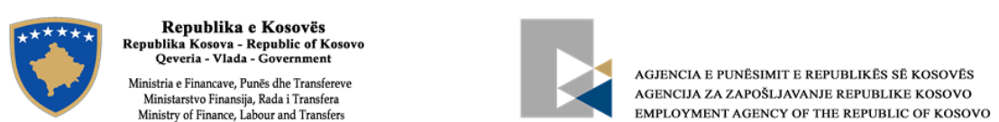 Republika e Kosovës
Republika Kosova - Republic of Kosovo
Qeveria - Vlada - Government
Ministria e Financave, Punës dhe Transfereve
Ministarstvo Finansija, Rada i Transfera
Ministry of Finance, Labour and Transfers
AGJENCIA E PUNËSIMIT E REPUBLIKËS SË KOSOVËS
AGENCIJA ZA ZAPOŠLJAVANJE REPUBLIKE KOSOVO
EMPLOYMENT AGENCY OF THE REPUBLIC OF KOSOVO